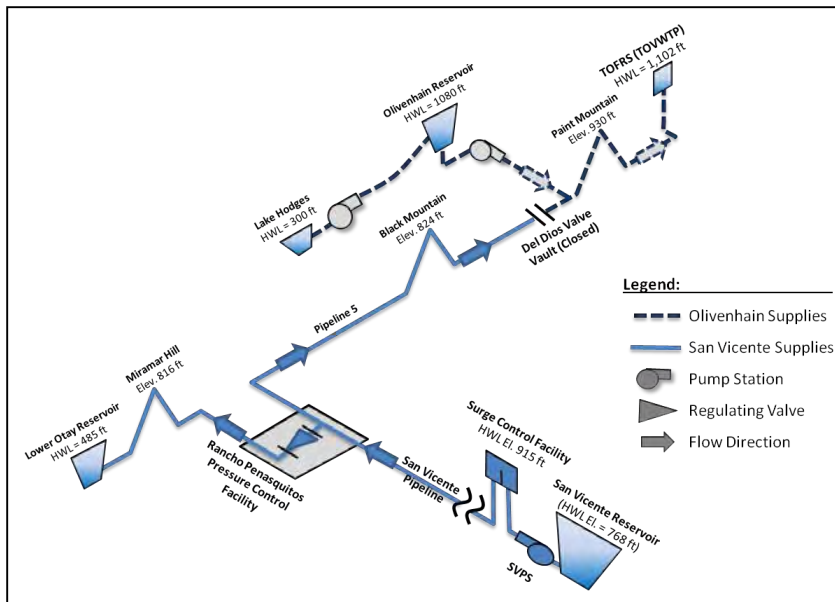 TOFRS (TOVWTP)
HWL = 1,102 ft
Olivenhain Reservoir
HWL = 1080 ft
Paint Mountain
Elev. 930 ft
Lake Hodges
HWL = 300 ft
Black Mountain
Elev. 824 ft
Del Dios Valve
Vault (Closed)
Pipeline 5
Legend:
Olivenhain Supplies
San Vicente Supplies
Pump Station
Regulating Valve
Flow Direction
Miramar Hill
Elev. 816 ft
Lower Otay Reservoir
HWL = 485 ft
Rancho Penasquitos
Pressure Control
Facility
San Vicente
Pipeline
Surge Control Facility
HWL El. 915 ft
San Vicente Reservoir
(HWL El. = 768 ft)
SVPS